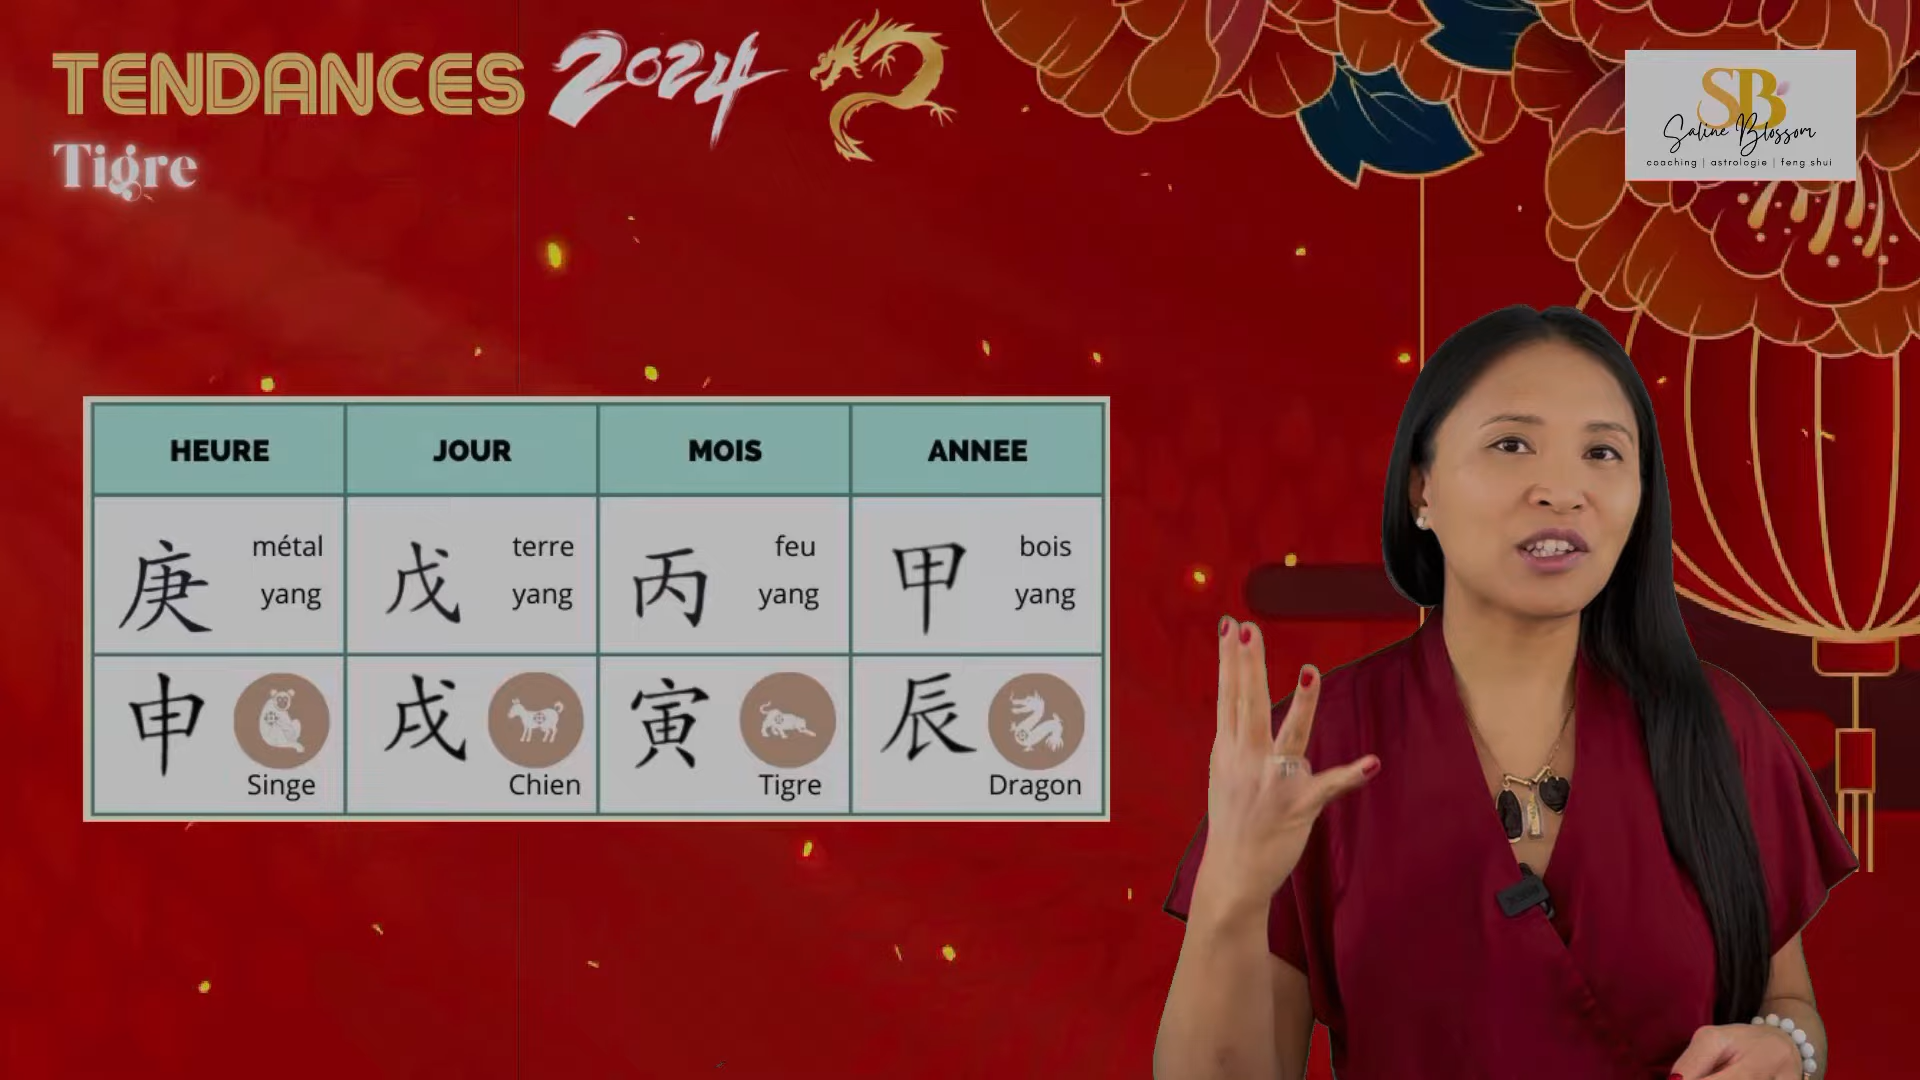 TENDANCES 2024
Tigre
SB
Saline Blossom
coaching | astrologie | feng shui
HEURE JOUR MOIS ANNEE
庚 métal yang 戊 terre yang 丙 feu yang 甲 bois yang
申 Singe 戌 Chien 寅 Tigre 辰 Dragon